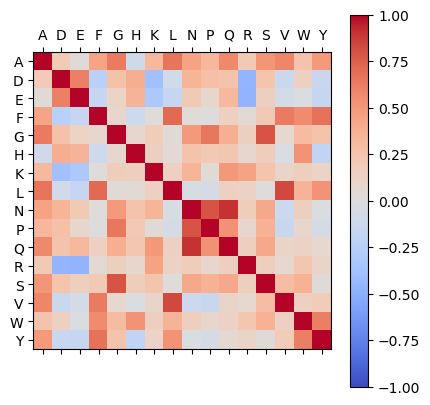 A D E F G H K L N P Q R S V W Y
A
D
E
F
G
H
K
L
N
P
Q
R
S
V
W
Y
1.00
0.75
0.50
0.25
0.00
−0.25
−0.50
−0.75
−1.00